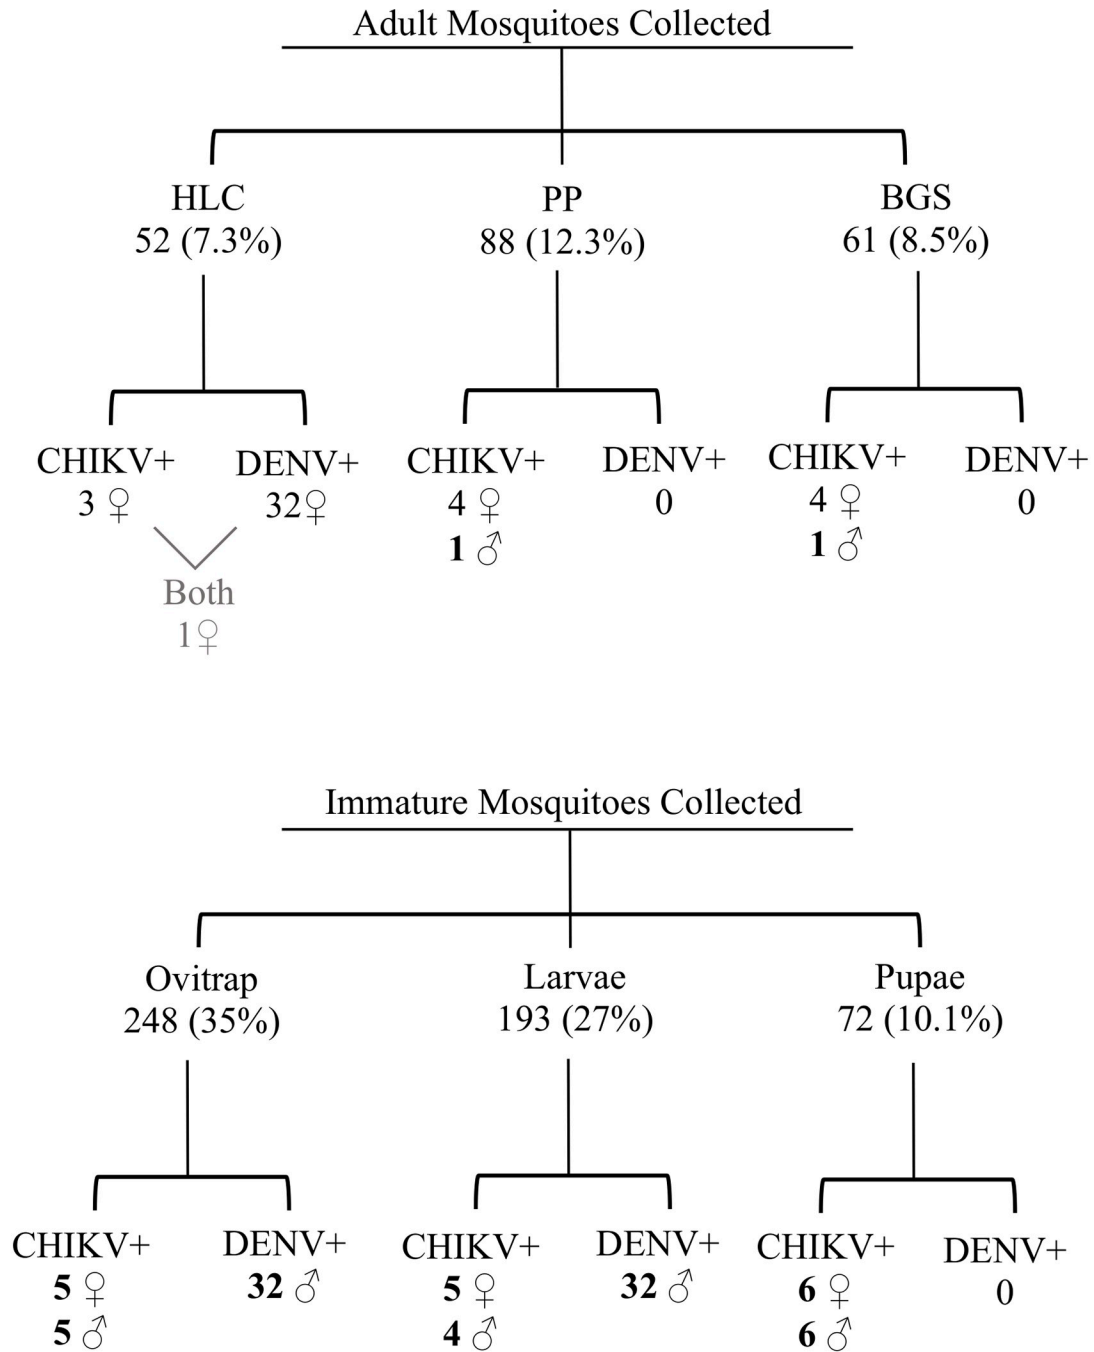 Adult Mosquitoes Collected
HLC
52 (7.3%)
PP
88 (12.3%)
BGS
61 (8.5%)
CHIKV+
3 ♀
DENV+
32♀
Both
1♀
CHIKV+
4 ♀
1 ♂
DENV+
0
CHIKV+
4 ♀
1 ♂
DENV+
0
Immature Mosquitoes Collected
Ovitrap
248 (35%)
Larvae
193 (27%)
Pupae
72 (10.1%)
CHIKV+
5 ♀
5 ♂
DENV+
32 ♂
CHIKV+
5 ♀
4 ♂
DENV+
32 ♂
CHIKV+
6 ♀
6 ♂
DENV+
0